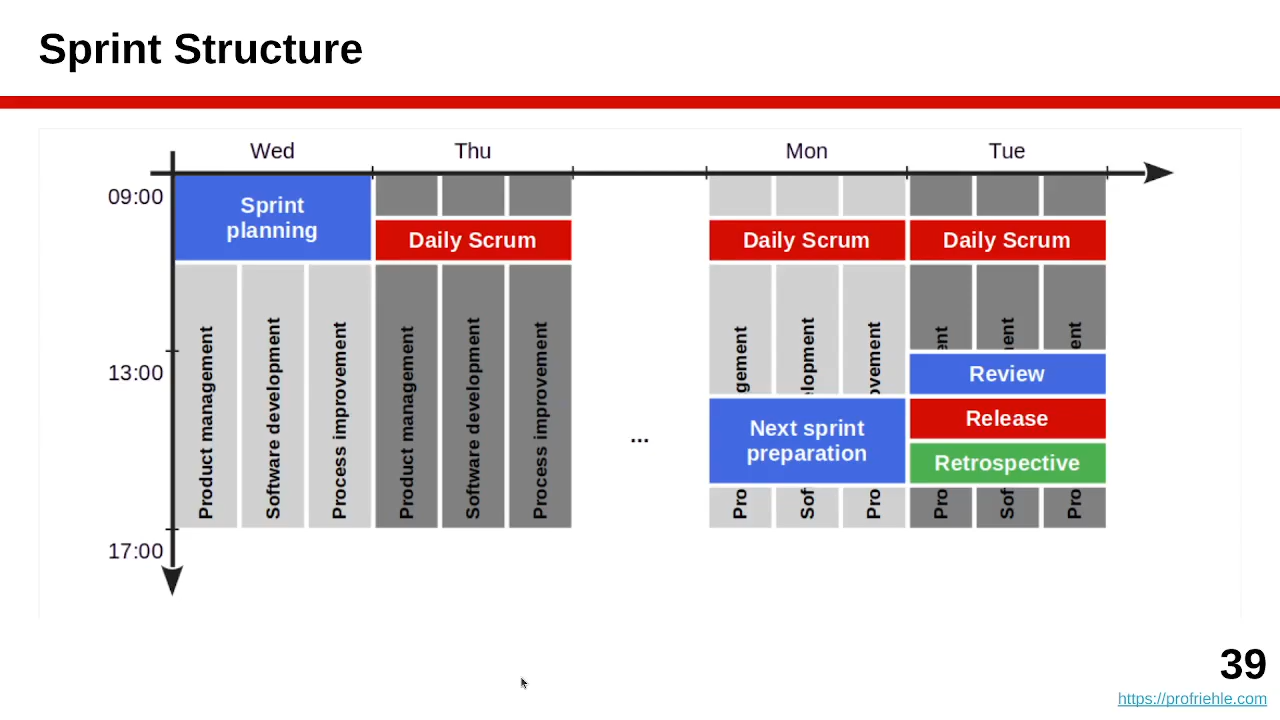 Sprint Structure
Wed
Thu
Mon
Tue
09:00
Sprint
planning
Daily Scrum
Daily Scrum
Daily Scrum
Product management
Software development
Process improvement
Product management
Software development
Process improvement
...
gement
lopment
ovement
ent
ment
ent
13:00
Review
Next sprint
preparation
Release
Retrospective
Pro
Sof
Pro
Pro
Sof
Pro
17:00
39
https://profriehle.com